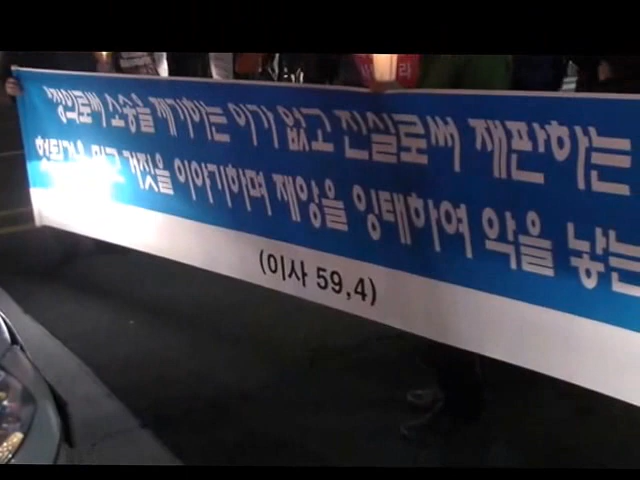 "정의로써 소송을 제기하는 이가 없고 진실로써 재판하는
거짓을 이야기하며 재앙을 잉태하여 악을 낳는
(이사 59,4)